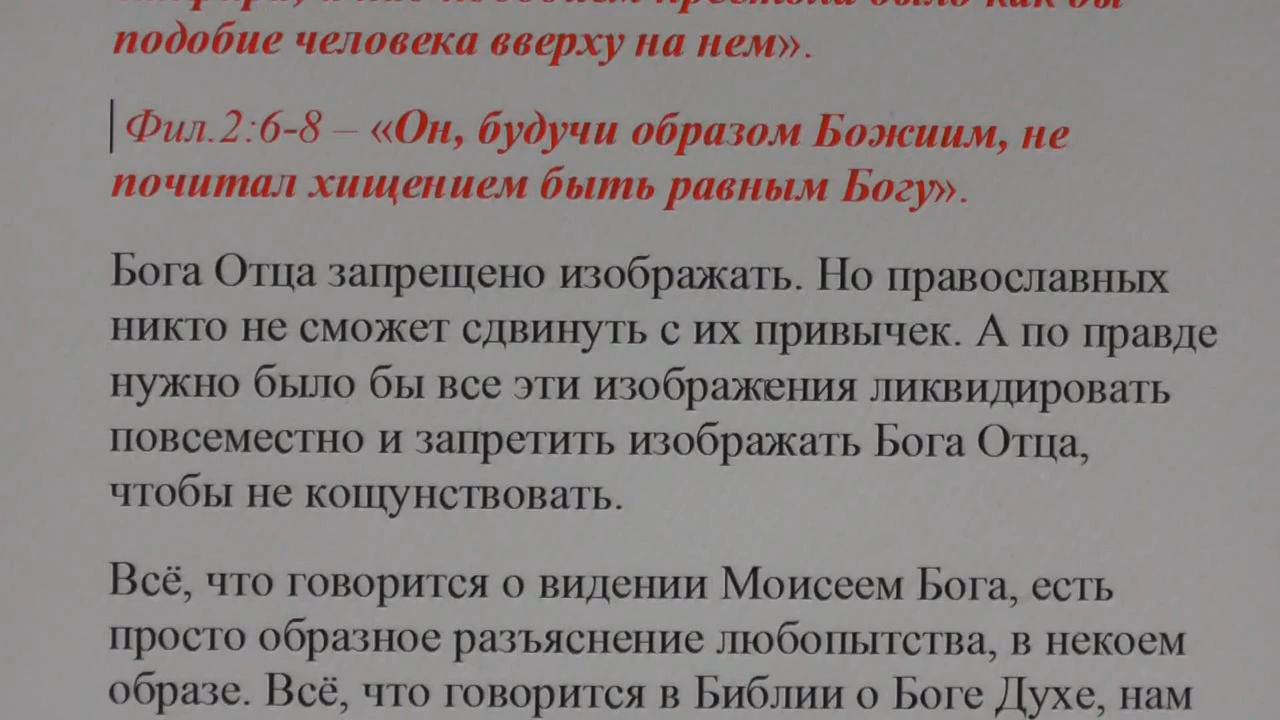 подобие человека вверху на нем».
Фил.2:6-8 – «Он, будучи образом Божиим, не
почитал хищением быть равным Богу».
Бога Отца запрещено изображать. Но православных
никто не сможет сдвинуть с их привычек. А по правде
нужно было бы все эти изображения ликвидировать
повсеместно и запретить изображать Бога Отца,
чтобы не кощунствовать.
Всё, что говорится о видении Моисеем Бога, есть
просто образное разъяснение любопытства, в некоем
образе. Всё, что говорится в Библии о Боге Духе, нам